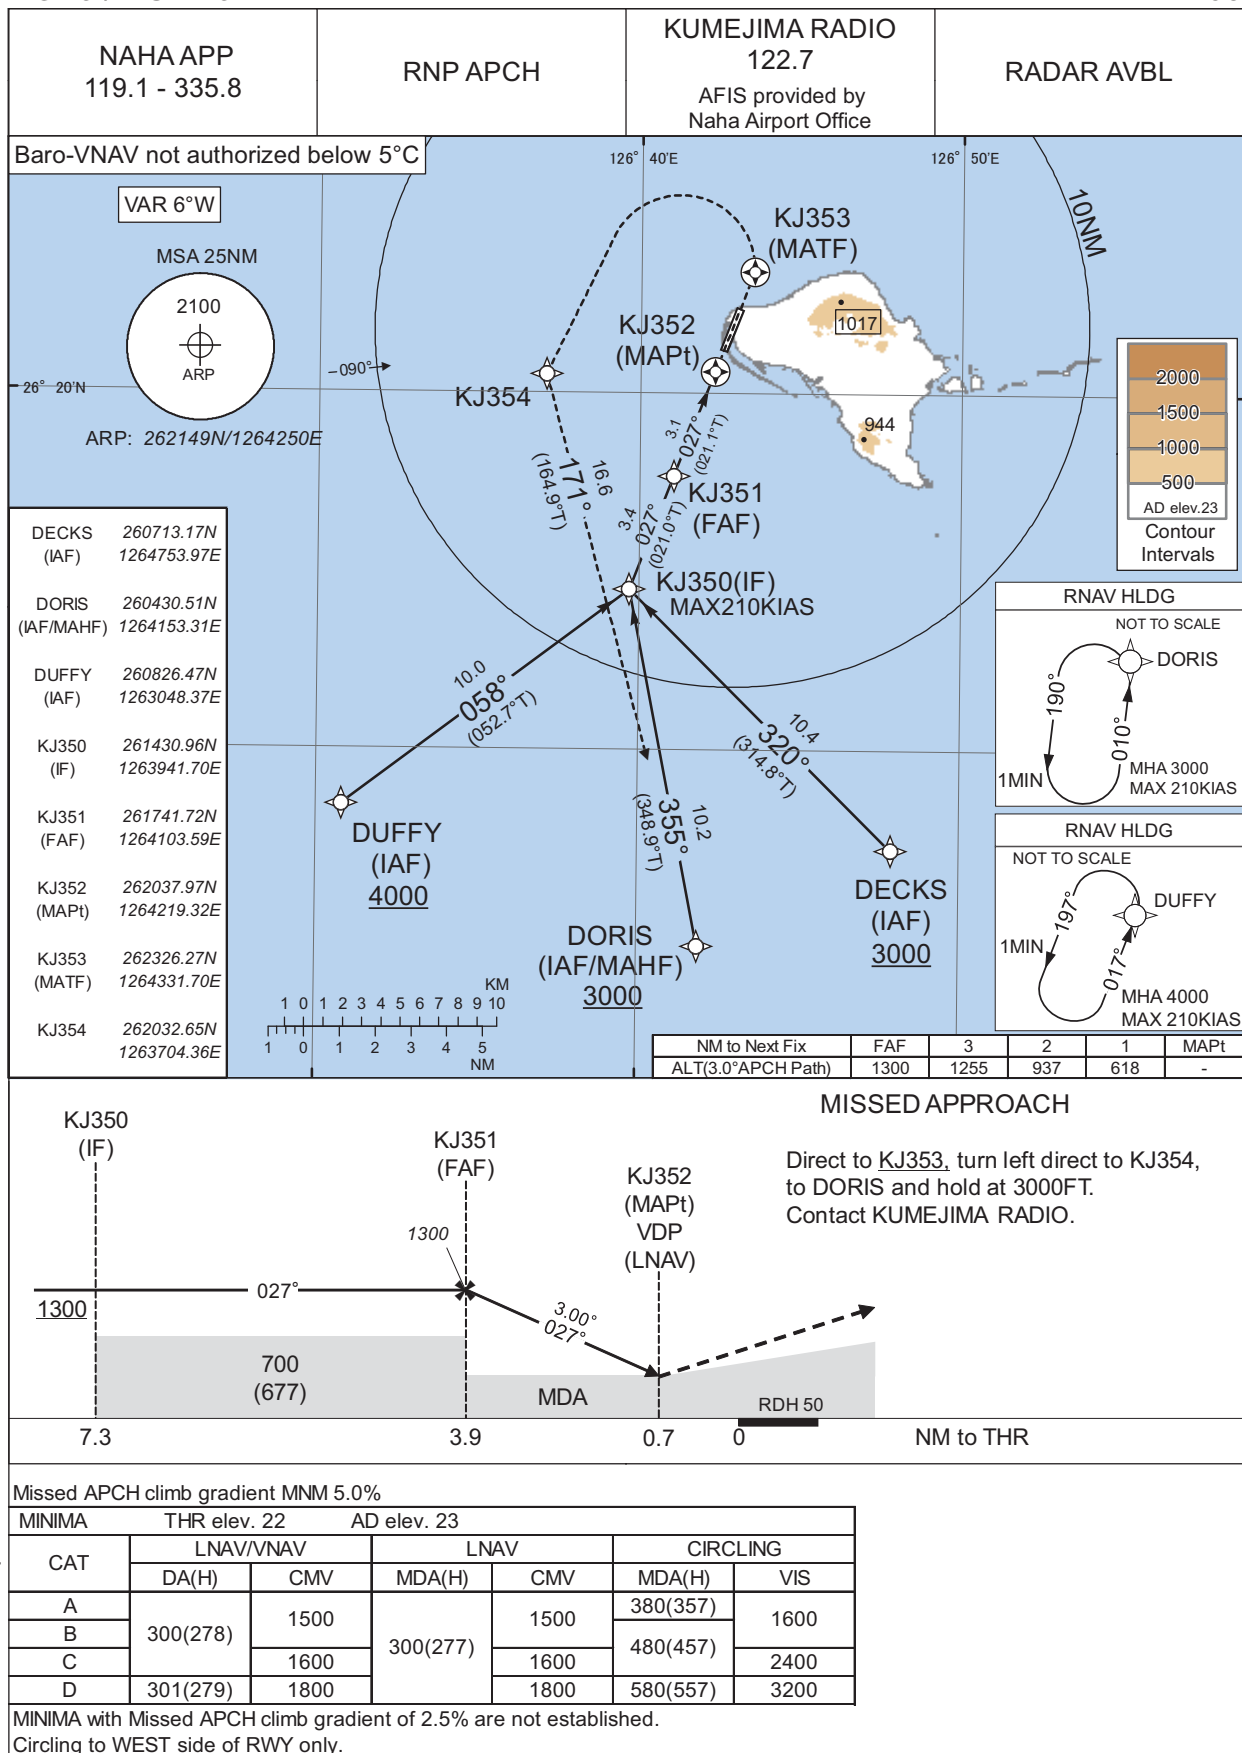 NAHA APP
119.1 - 335.8
RNP APCH
KUMEJIMA RADIO
122.7
AFIS provided by
Naha Airport Office
RADAR AVBL
Baro-VNAV not authorized below 5°C
126° 40'E
126° 50'E
VAR 6°W
MSA 25NM
2100
ARP
ARP: 262149N/1264250E
090°
26° 20'N
10NM
KJ353
(MATF)
KJ352
(MAPt)
KJ354
1017
944
3.1
027°
(021.1°T)
KJ351
(FAF)
3.4
027°
(021.0°T)
16.6
171°
(164.9°T)
KJ350(IF)
MAX210KIAS
2000
1500
1000
500
AD elev.23
Contour
Intervals
10.0
058°
(052.7°T)
10.4
320°
(314.8°T)
10.2
355°
(348.9°T)
DUFFY
(IAF)
4000
DORIS
(IAF/MAHF)
3000
DECKS
(IAF)
3000
DECKS 260713.17N
(IAF) 1264753.97E
DORIS 260430.51N
(IAF/MAHF) 1264153.31E
DUFFY 260826.47N
(IAF) 1263048.37E
KJ350 261430.96N
(IF) 1263941.70E
KJ351 261741.72N
(FAF) 1264103.59E
KJ352 262037.97N
(MAPt) 1264219.32E
KJ353 262326.27N
(MATF) 1264331.70E
KJ354 262032.65N
1263704.36E
RNAV HLDG
NOT TO SCALE
DORIS
190°
010°
1MIN
MHA 3000
MAX 210KIAS
RNAV HLDG
NOT TO SCALE
DUFFY
197°
017°
1MIN
MHA 4000
MAX 210KIAS
KM
1 0 1 2 3 4 5 6 7 8 9 10
1 0 1 2 3 4 5
NM
NM to Next Fix FAF 3 2 1 MAPt
ALT(3.0°APCH Path) 1300 1255 937 618 -
KJ350
(IF)
KJ351
(FAF)
KJ352
(MAPt)
VDP
(LNAV)
MISSED APPROACH
Direct to KJ353, turn left direct to KJ354,
to DORIS and hold at 3000FT.
Contact KUMEJIMA RADIO.
1300
1300
027°
3.00°
027°
700
(677)
MDA
RDH 50
7.3 3.9 0.7 0 NM to THR
Missed APCH climb gradient MNM 5.0%
MINIMA THR elev. 22 AD elev. 23
CAT LNAV/VNAV LNAV CIRCLING
DA(H) CMV MDA(H) CMV MDA(H) VIS
A 300(278) 1500 300(277) 1500 380(357) 1600
B 480(457)
C 1600 1600 2400
D 301(279) 1800 1800 580(557) 3200
MINIMA with Missed APCH climb gradient of 2.5% are not established.
Circling to WEST side of RWY only.